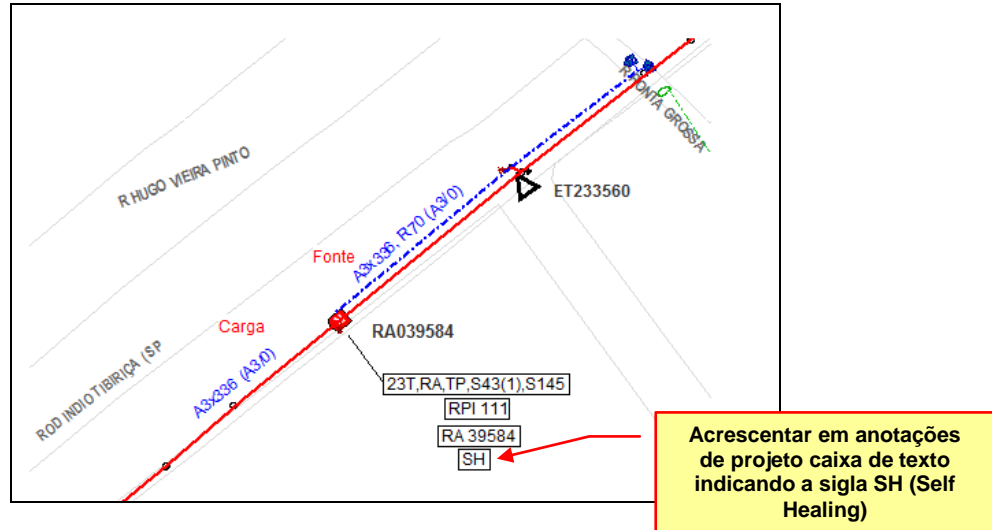 R PONTA GROSSA
R HUGO VIEIRA PINTO
ET233560
A3x336, R70 (A3/0)
Fonte
Carga
RA039584
ROD INDIO TIBIRIÇA (SP
A3x336 (A3/0)
23T,RA,TP,S43(1),S145
RPI 111
RA 39584
SH
Acrescentar em anotações
de projeto caixa de texto
indicando a sigla SH (Self
Healing)